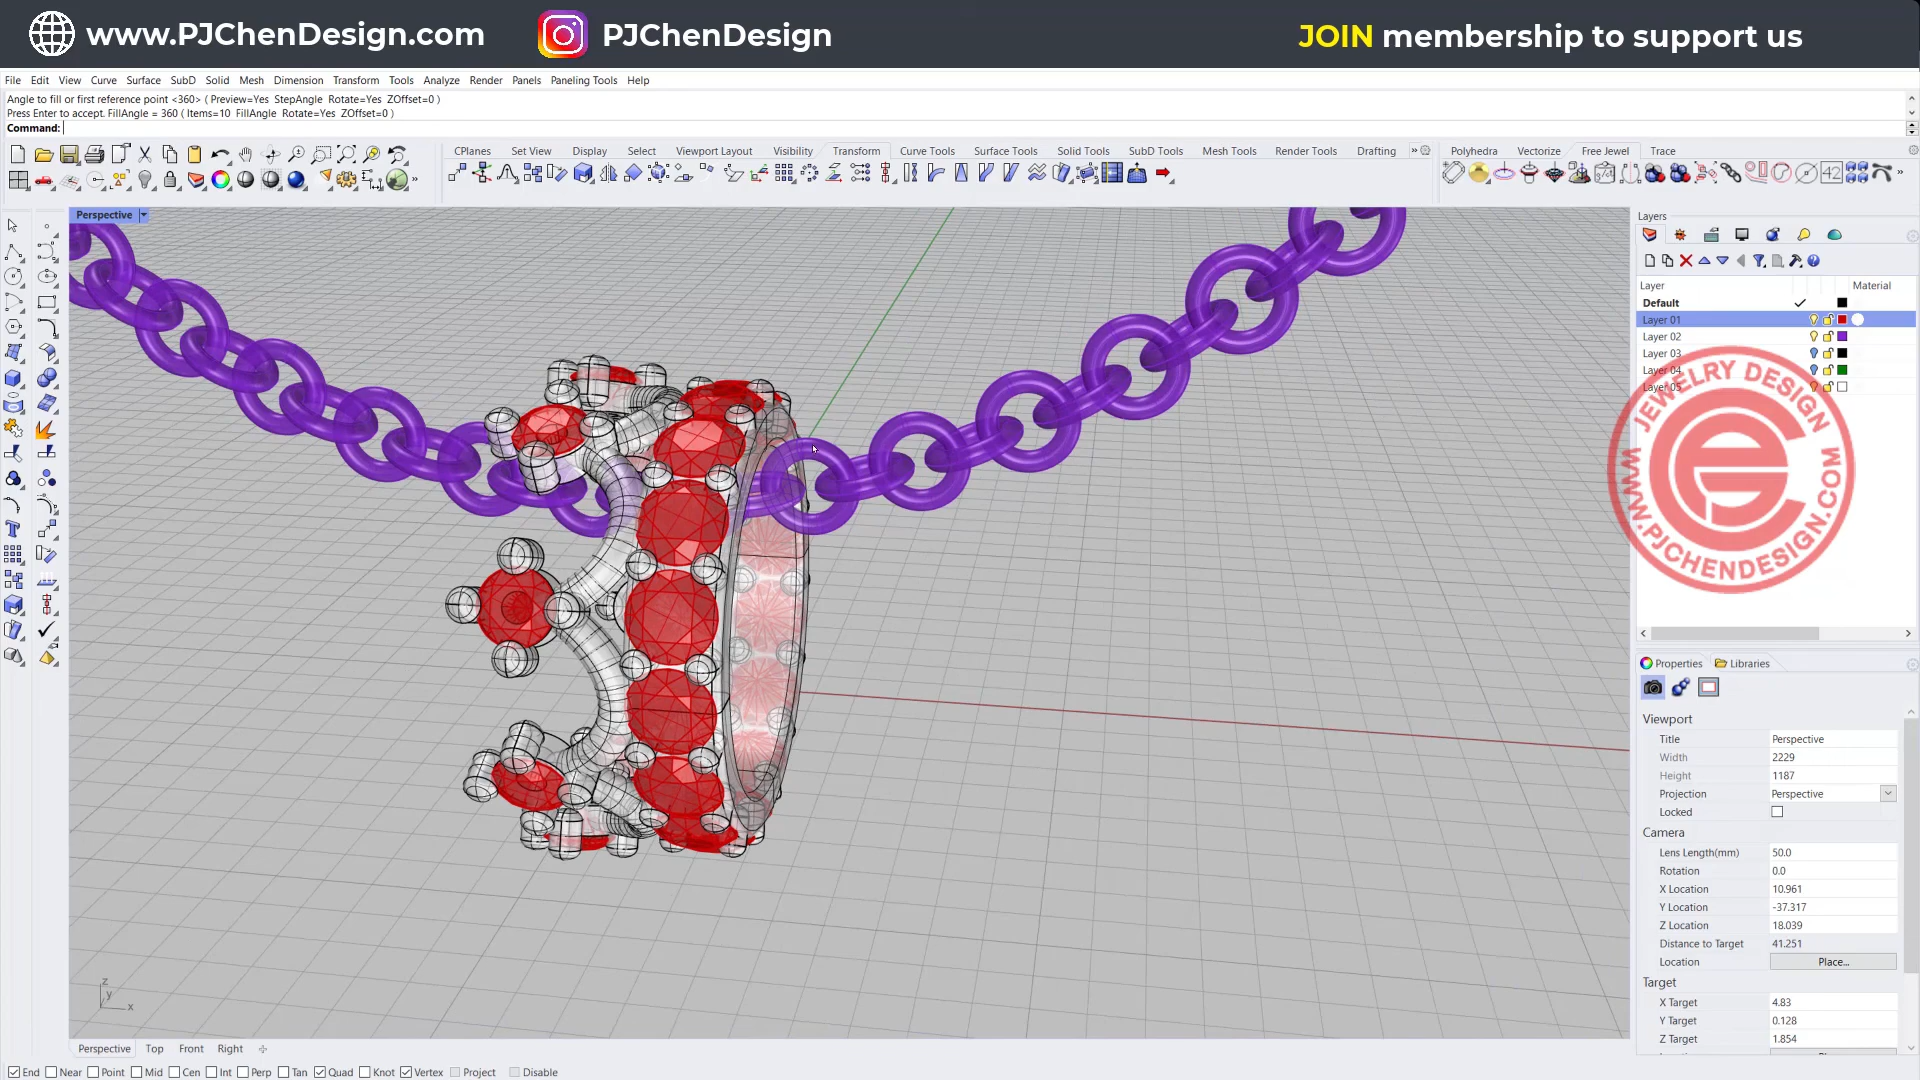 www.PJChenDesign.com PJChenDesign JOIN membership to support us
File Edit View Curve Surface SubD Solid Mesh Dimension Transform Tools Analyze Render Panels Paneling Tools Help
Angle to fill or first reference point <360> ( Preview=Yes StepAngle Rotate=Yes ZOffset=0 )
Press Enter to accept. FillAngle = 360 ( Items=10 FillAngle Rotate=Yes ZOffset=0 )
Command:
CPlanes Set View Display Select Viewport Layout Visibility Transform Curve Tools Surface Tools Solid Tools SubD Tools Mesh Tools Render Tools Drafting » Polyhedra Vectorize Free Jewel Trace
42
Perspective
Layers
Layer Material
Default
Layer 01
Layer 02
Layer 03
Layer 04
Layer 05
JEWELRY DESIGN
WWW.PJCHENDESIGN.COM
Properties Libraries
Viewport
Title Perspective
Width 2229
Height 1187
Projection Perspective
Locked
Camera
Lens Length(mm) 50.0
Rotation 0.0
X Location 10.961
Y Location -37.317
Z Location 18.039
Distance to Target 41.251
Location Place...
Target
X Target 4.83
Y Target 0.128
Z Target 1.854
z
y
x
Perspective Top Front Right
End Near Point Mid Cen Int Perp Tan Quad Knot Vertex Project Disable